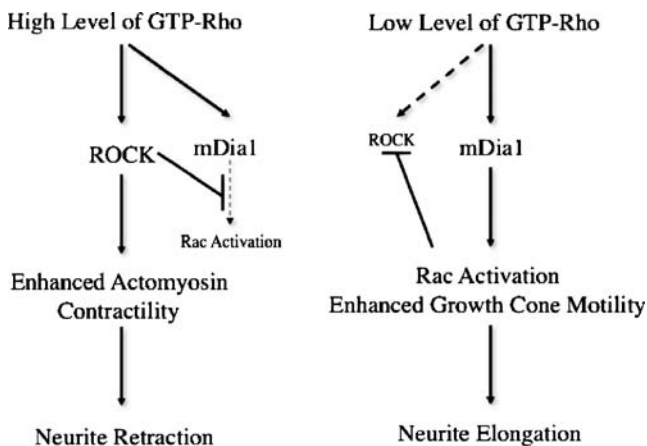 High Level of GTP-Rho
ROCK
mDia1
Rac Activation
Enhanced Actomyosin
Contractility
Neurite Retraction
Low Level of GTP-Rho
ROCK
mDia1
Rac Activation
Enhanced Growth Cone Motility
Neurite Elongation